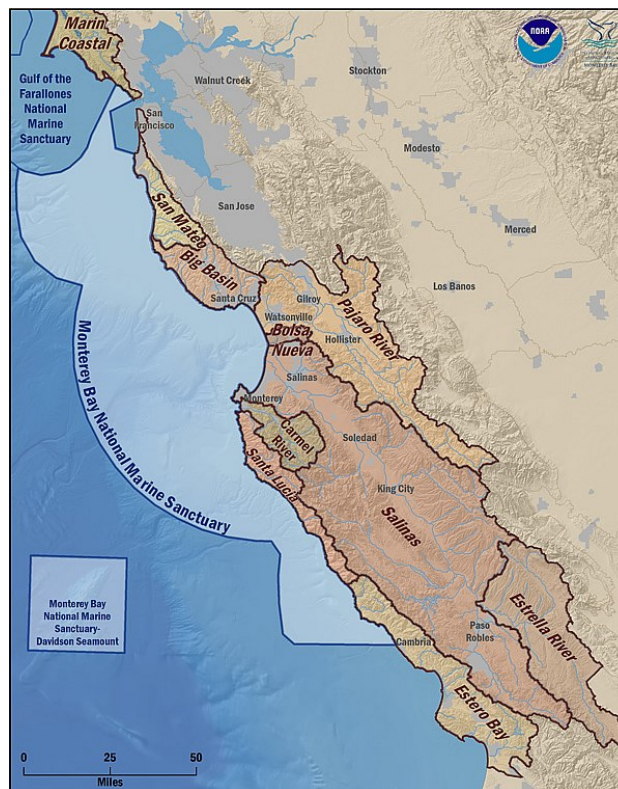 Marin
Coastal
NOAA
Gulf of the
Farallones
National
Marine
Sanctuary
Walnut Creek
Stockton
San
Francisco
Modesto
San Jose
Merced
San Mateo
Big Basin
Santa Cruz
Los Banos
Gilroy
Pajaro River
Watsonville
Hollister
Bolsa
Nueva
Salinas
Monterey
Carmel
River
Soledad
Santa Lucia
King City
Salinas
Monterey Bay National Marine Sanctuary
Monterey Bay
National Marine
Sanctuary-
Davidson Seamount
Estrella River
Paso
Robles
Cambria
Estero Bay
0 25 50
Miles